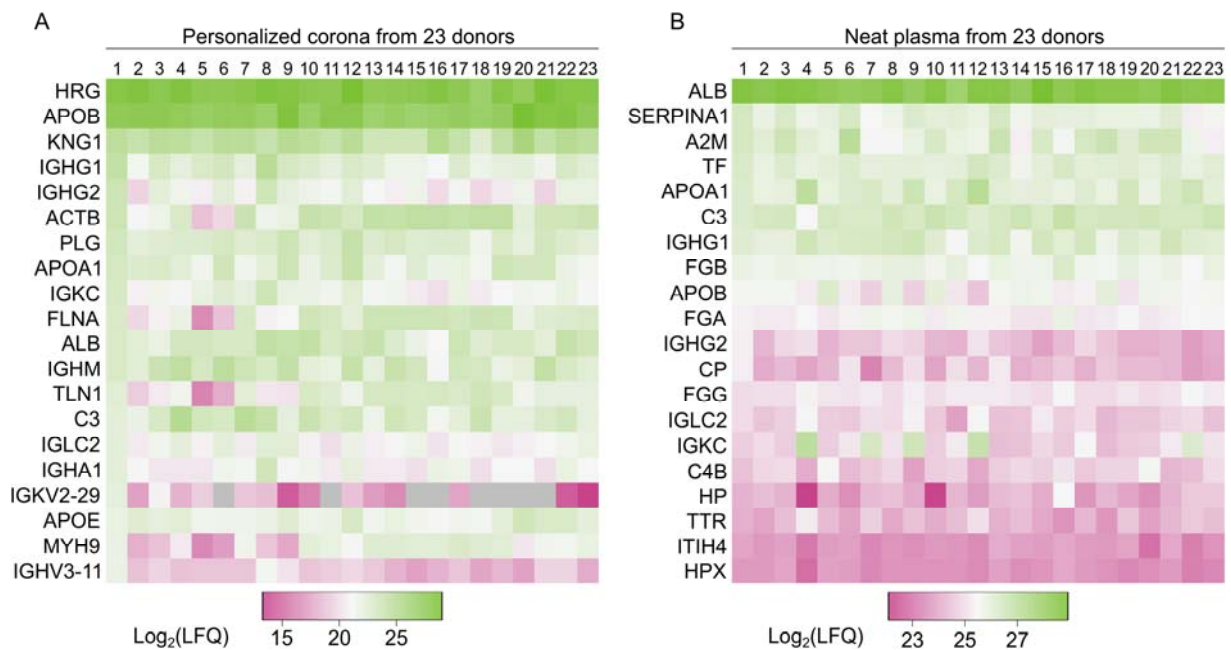 A
Personalized corona from 23 donors
1 2 3 4 5 6 7 8 9 10 11 12 13 14 15 16 17 18 19 20 21 22 23
HRG
APOB
KNG1
IGHG1
IGHG2
ACTB
PLG
APOA1
IGKC
FLNA
ALB
IGHM
TLN1
C3
IGLC2
IGHA1
IGKV2-29
APOE
MYH9
IGHV3-11
Log2(LFQ)
15 20 25
B
Neat plasma from 23 donors
1 2 3 4 5 6 7 8 9 10 11 12 13 14 15 16 17 18 19 20 21 22 23
ALB
SERPINA1
A2M
TF
APOA1
C3
IGHG1
FGB
APOB
FGA
IGHG2
CP
FGG
IGLC2
IGKC
C4B
HP
TTR
ITIH4
HPX
Log2(LFQ)
23 25 27